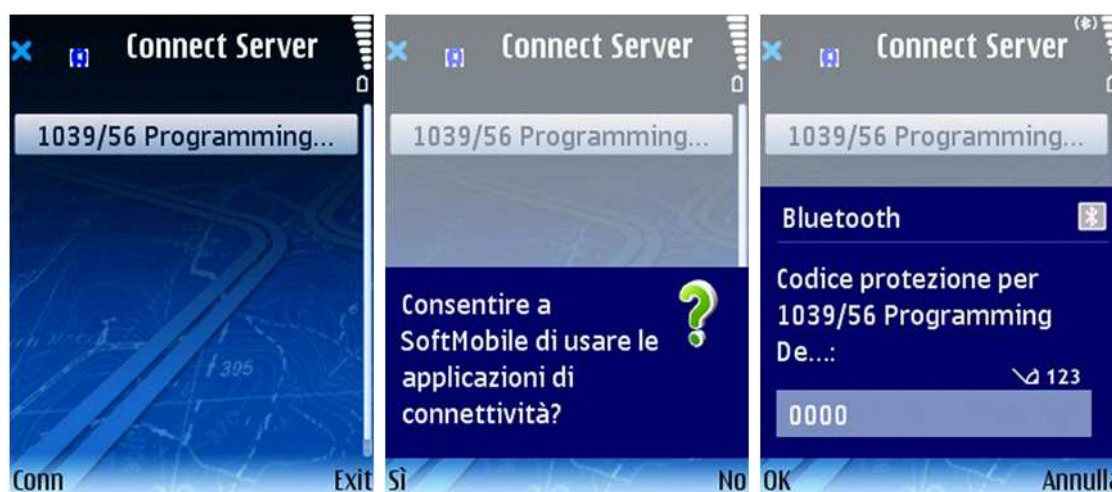 Connect Server
1039/56 Programming...
Conn Exit
Connect Server
1039/56 Programming...
Consentire a
SoftMobile di usare le
applicazioni di
connettività?
Sì No
Connect Server
1039/56 Programming...
Bluetooth
Codice protezione per
1039/56 Programming
De...:
123
0000
OK Annulla
395